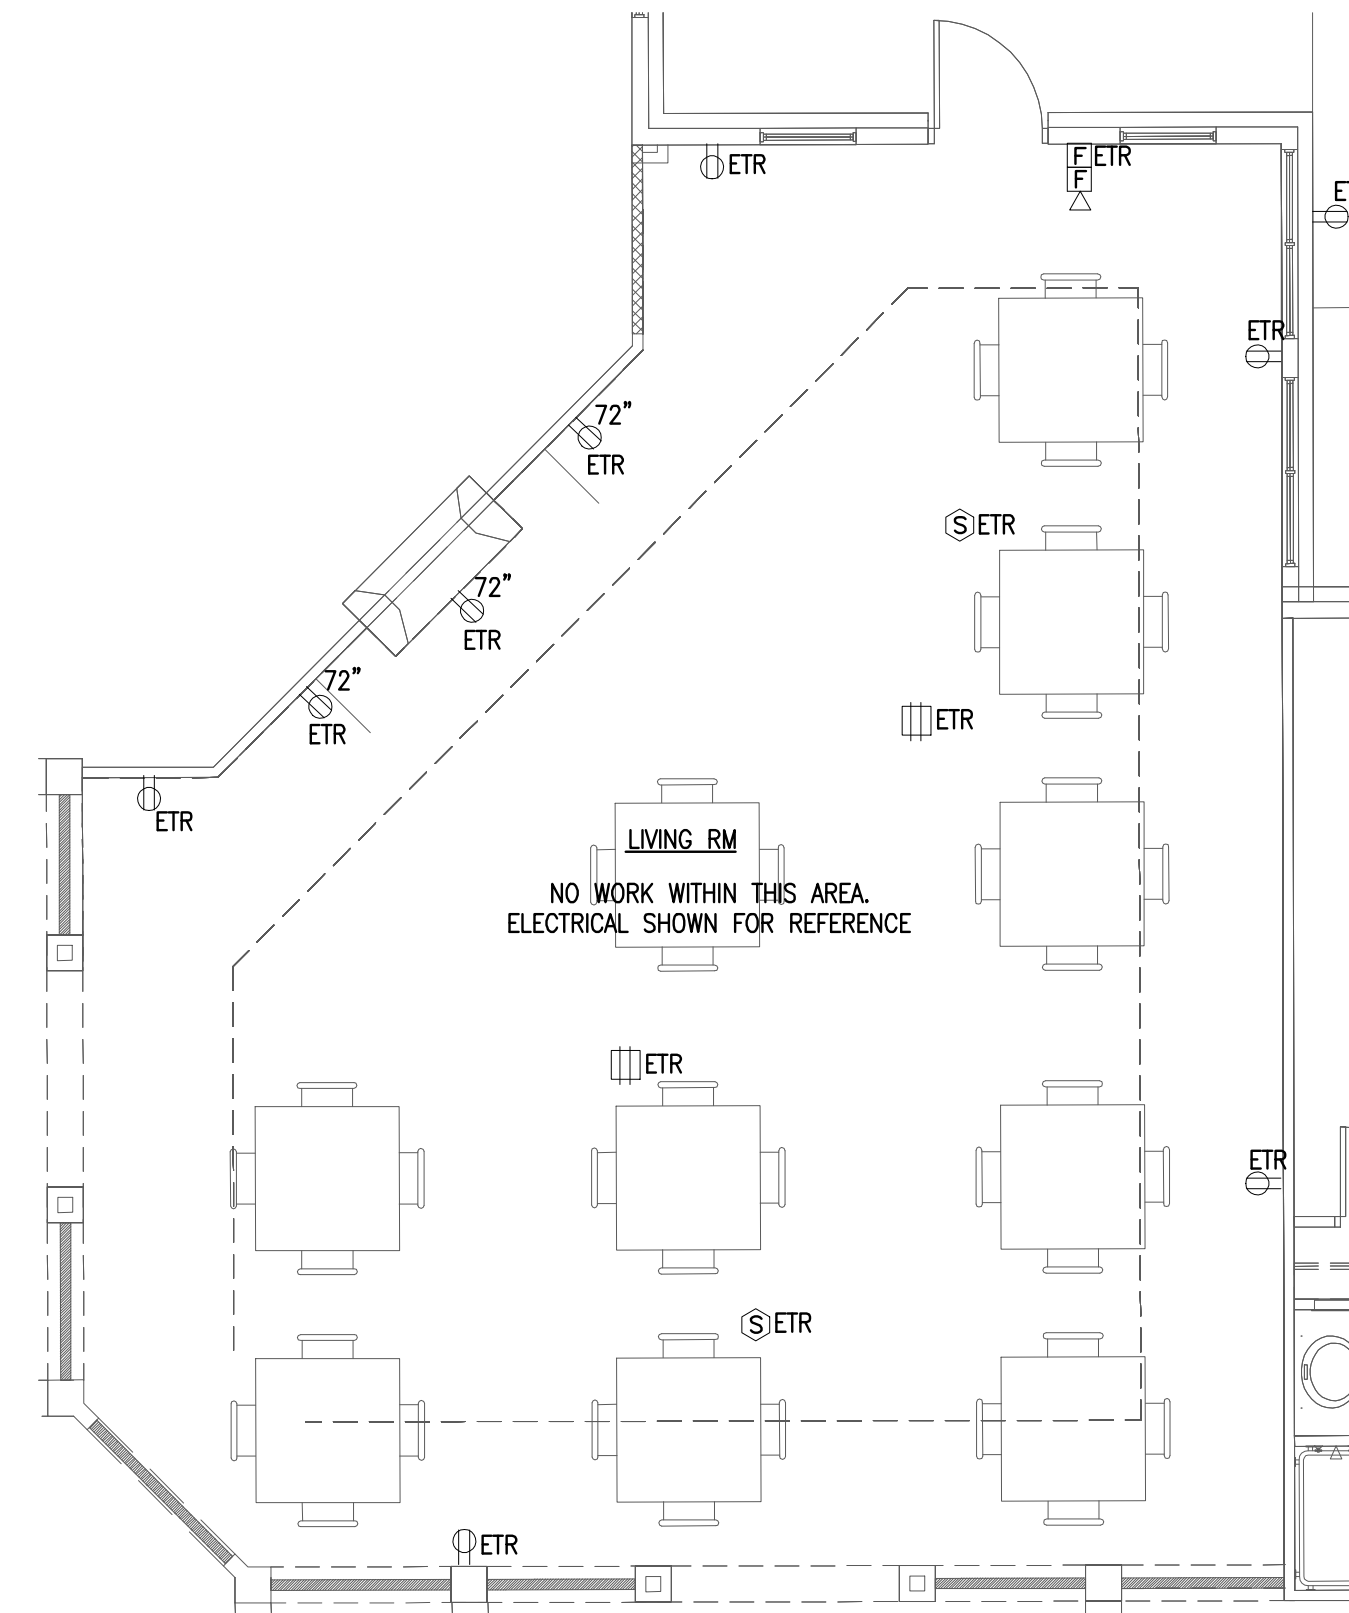 ETR
F ETR
F
ET
ETR
72"
ETR
S ETR
72"
ETR
72"
ETR
ETR
ETR
LIVING RM
NO WORK WITHIN THIS AREA.
ELECTRICAL SHOWN FOR REFERENCE
ETR
ETR
S ETR
ETR